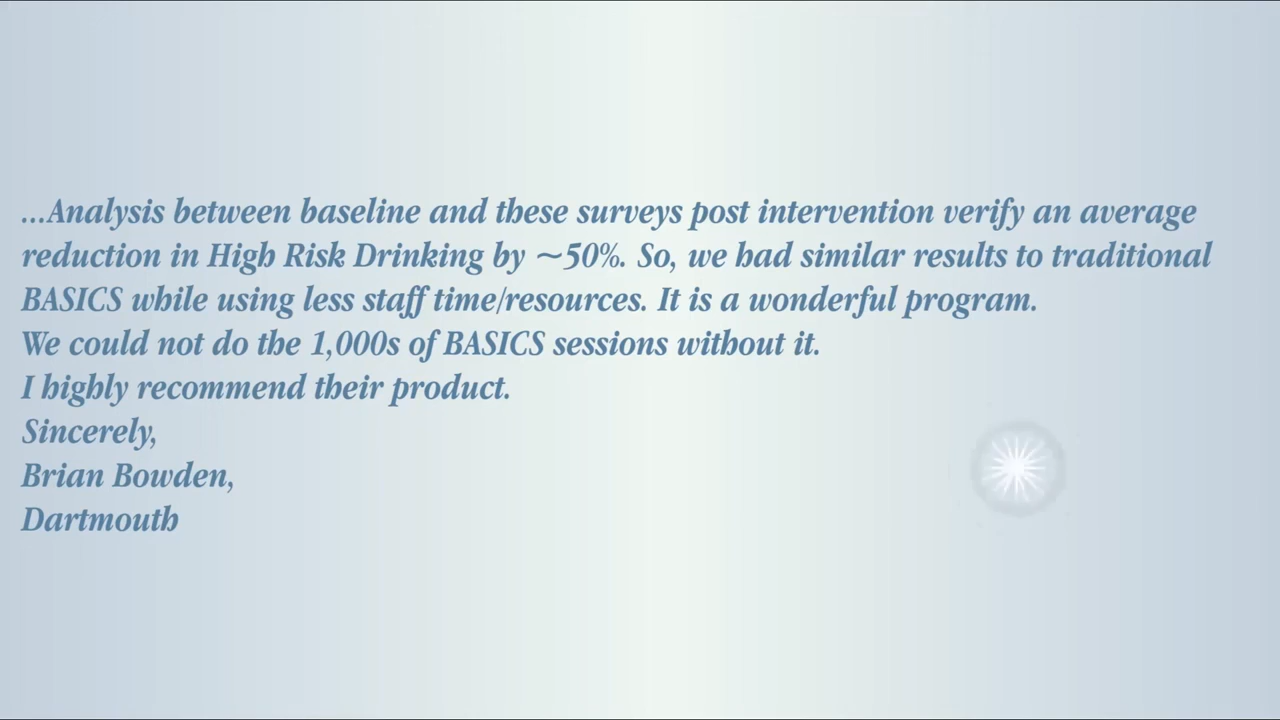 ...Analysis between baseline and these surveys post intervention verify an average
reduction in High Risk Drinking by ~50%. So, we had similar results to traditional
BASICS while using less staff time/resources. It is a wonderful program.
We could not do the 1,000s of BASICS sessions without it.
I highly recommend their product.
Sincerely,
Brian Bowden,
Dartmouth